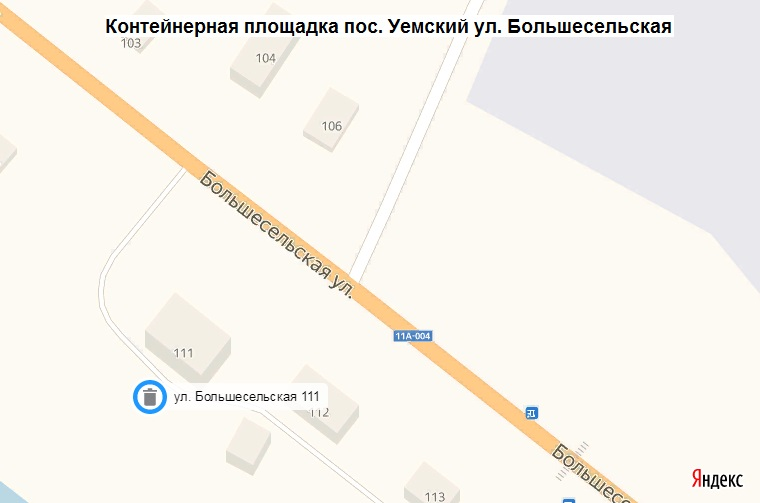 Контейнерная площадка пос. Уемский ул. Большесельская
103
104
106
Большесельская ул.
11А-004
111
ул. Большесельская 111
112
113
Большесельская
Яндекс